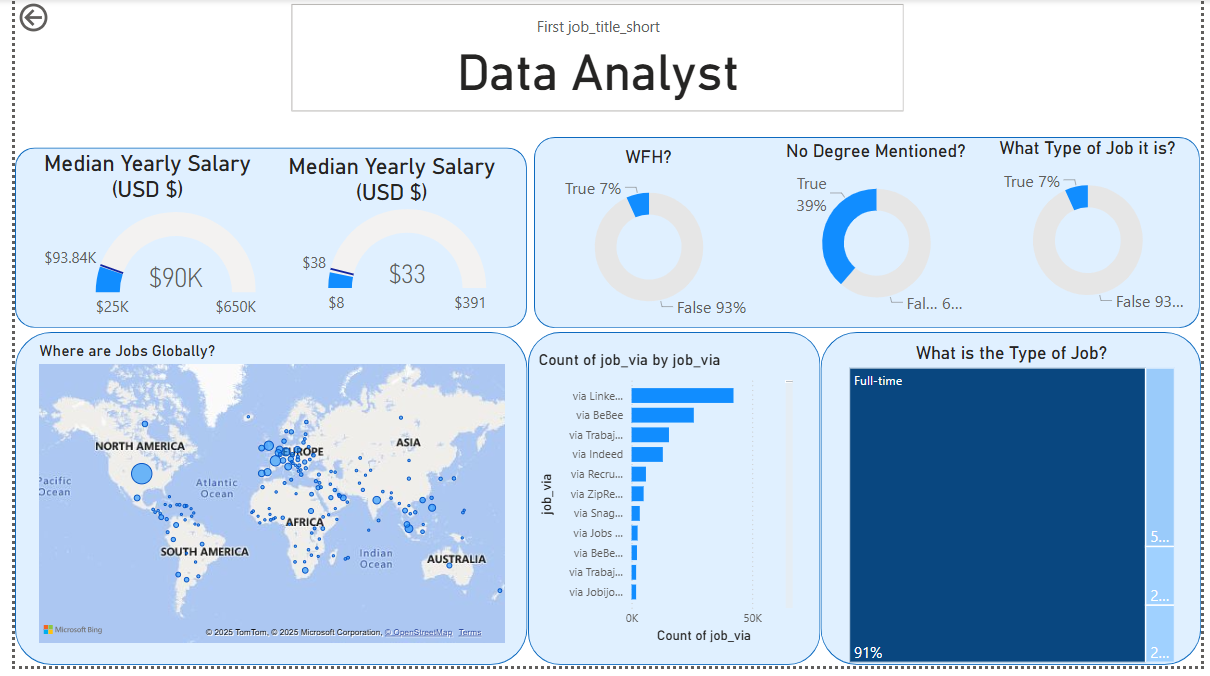 First job_title_short
Data Analyst
Median Yearly Salary
(USD $)
$93.84K
$90K
$25K
$650K
Median Yearly Salary
(USD $)
$38
$33
$8
$391
WFH?
True 7%
False 93%
No Degree Mentioned?
True
39%
Fal... 6...
What Type of Job it is?
True 7%
False 93...
Where are Jobs Globally?
NORTH AMERICA
EUROPE
ASIA
Pacific
Ocean
Atlantic
Ocean
AFRICA
SOUTH AMERICA
Indian
Ocean
AUSTRALIA
Microsoft Bing
© 2025 TomTom, © 2025 Microsoft Corporation, © OpenStreetMap Terms
Count of job_via by job_via
job_via
via Linke...
via BeBee
via Trabaj...
via Indeed
via Recru...
via ZipRe...
via Snag...
via Jobs ...
via BeBe...
via Trabaj...
via Jobijo...
0K
50K
Count of job_via
What is the Type of Job?
Full-time
91%
5...
2...
2...